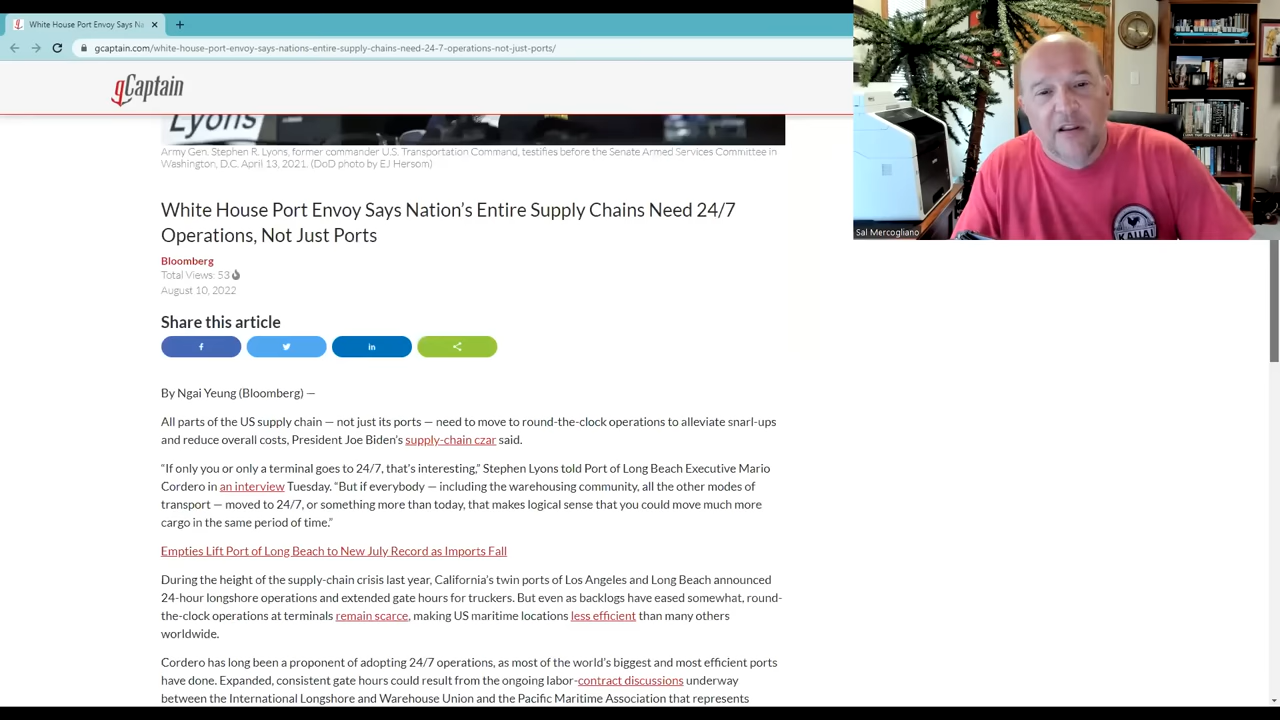 White House Port Envoy Says Na
gcaptain.com/white-house-port-envoy-says-nations-entire-supply-chains-need-24-7-operations-not-just-ports/
gCaptain
Lyons
Army Gen. Stephen R. Lyons, former commander U.S. Transportation Command, testifies before the Senate Armed Services Committee in
Washington, D.C. April 13, 2021. (DoD photo by EJ Hersom)
Sal Mercogliano
KAUAI
White House Port Envoy Says Nation's Entire Supply Chains Need 24/7
Operations, Not Just Ports
Bloomberg
Total Views: 53
August 10, 2022
Share this article
By Ngai Yeung (Bloomberg) —
All parts of the US supply chain — not just its ports — need to move to round-the-clock operations to alleviate snarl-ups
and reduce overall costs, President Joe Biden's supply-chain czar said.
“If only you or only a terminal goes to 24/7, that's interesting,” Stephen Lyons told Port of Long Beach Executive Mario
Cordero in an interview Tuesday. “But if everybody — including the warehousing community, all the other modes of
transport — moved to 24/7, or something more than today, that makes logical sense that you could move much more
cargo in the same period of time.”
Empties Lift Port of Long Beach to New July Record as Imports Fall
During the height of the supply-chain crisis last year, California's twin ports of Los Angeles and Long Beach announced
24-hour longshore operations and extended gate hours for truckers. But even as backlogs have eased somewhat, round-
the-clock operations at terminals remain scarce, making US maritime locations less efficient than many others
worldwide.
Cordero has long been a proponent of adopting 24/7 operations, as most of the world's biggest and most efficient ports
have done. Expanded, consistent gate hours could result from the ongoing labor-contract discussions underway
between the International Longshore and Warehouse Union and the Pacific Maritime Association that represents